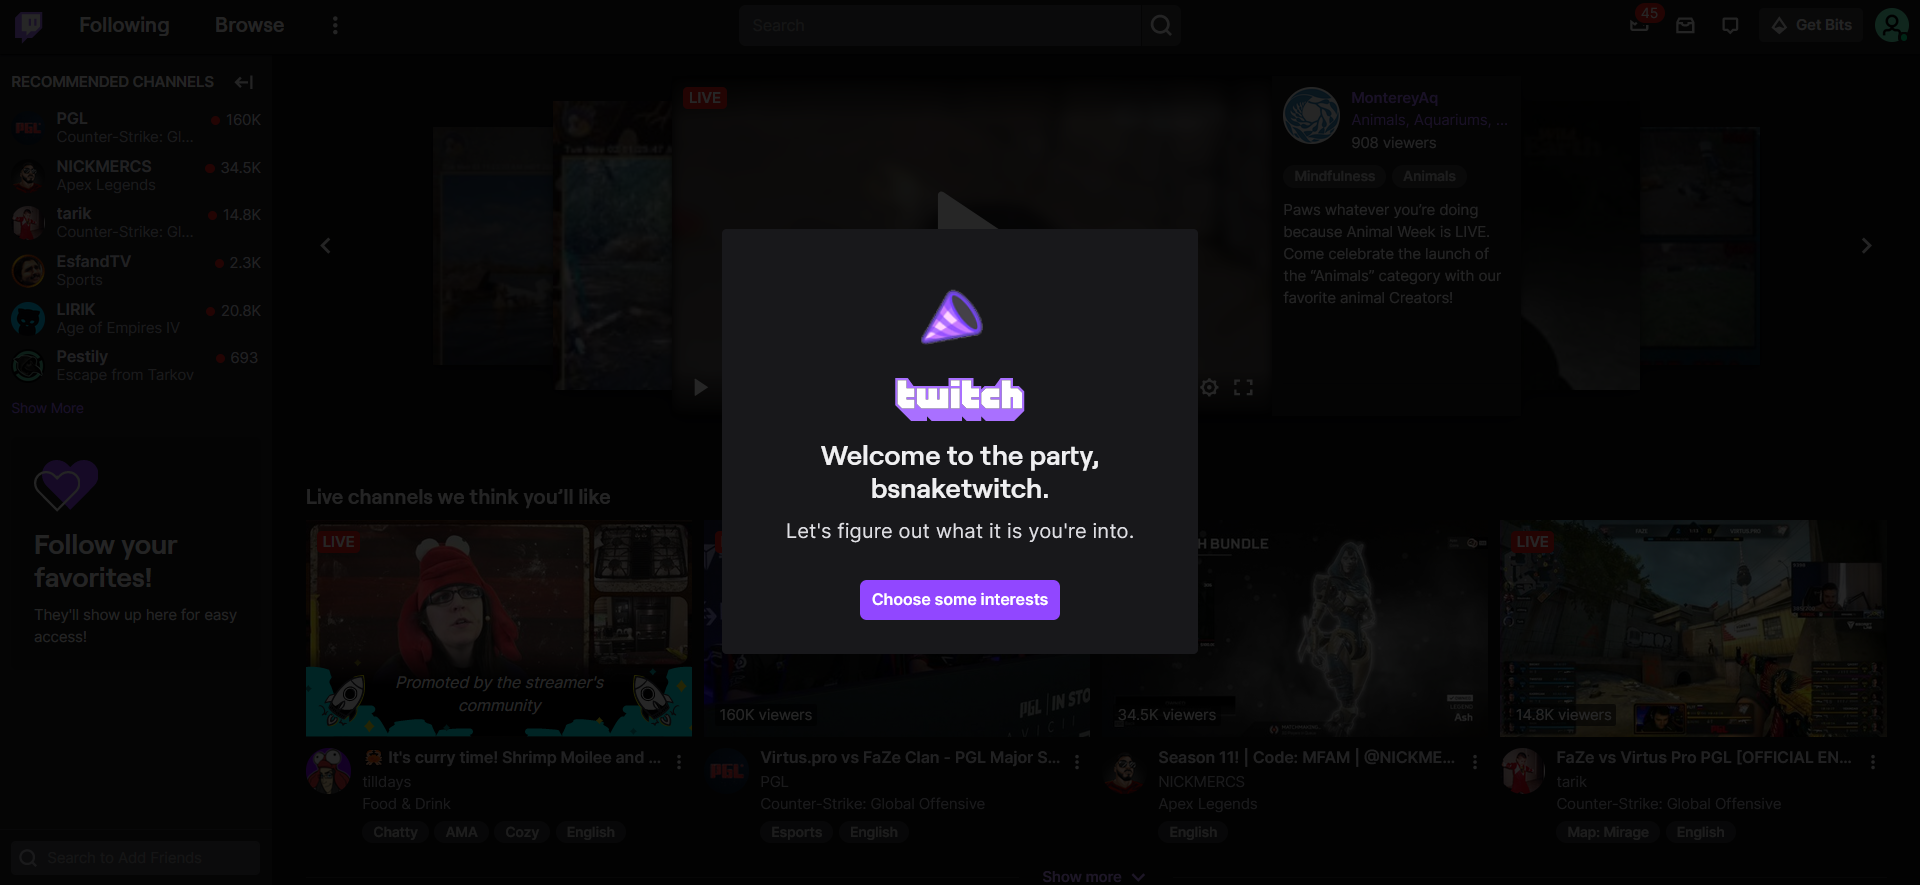 Following
Browse
Search
45
Get Bits
RECOMMENDED CHANNELS
PGL
160K
Counter-Strike: Gl...
NICKMERCS
34.5K
Apex Legends
tarik
14.8K
Counter-Strike: Gl...
EsfandTV
2.3K
Sports
LIRIK
20.8K
Age of Empires IV
Pestily
693
Escape from Tarkov
Show More
Follow your
favorites!
They'll show up here for easy
access!
Search to Add Friends
LIVE
MontereyAq
Animals, Aquariums, ...
908 viewers
Mindfulness
Animals
Paws whatever you're doing
because Animal Week is LIVE.
Come celebrate the launch of
the “Animals” category with our
favorite animal Creators!
twitch
Welcome to the party,
bsnaketwitch.
Let's figure out what it is you're into.
Choose some interests
Live channels we think you’ll like
LIVE
Promoted by the streamer's
community
It's curry time! Shrimp Moilee and ...
tilldays
Food & Drink
Chatty
AMA
Cozy
English
160K viewers
Virtus.pro vs FaZe Clan - PGL Major S...
PGL
Counter-Strike: Global Offensive
Esports
English
H BUNDLE
Ash
34.5K viewers
Season 11! | Code: MFAM | @NICKME...
NICKMERCS
Apex Legends
English
LIVE
14.8K viewers
FaZe vs Virtus Pro PGL [OFFICIAL EN...
tarik
Counter-Strike: Global Offensive
Map: Mirage
English
Show more